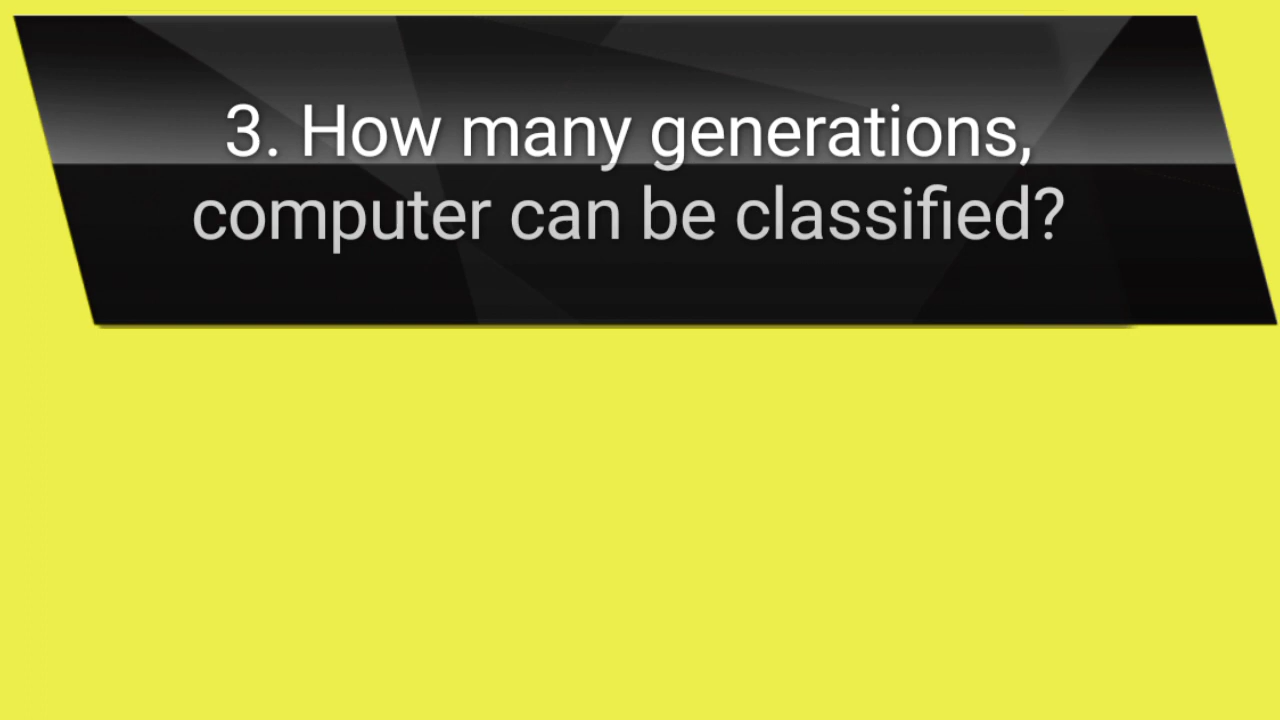 3. How many generations,
computer can be classified?